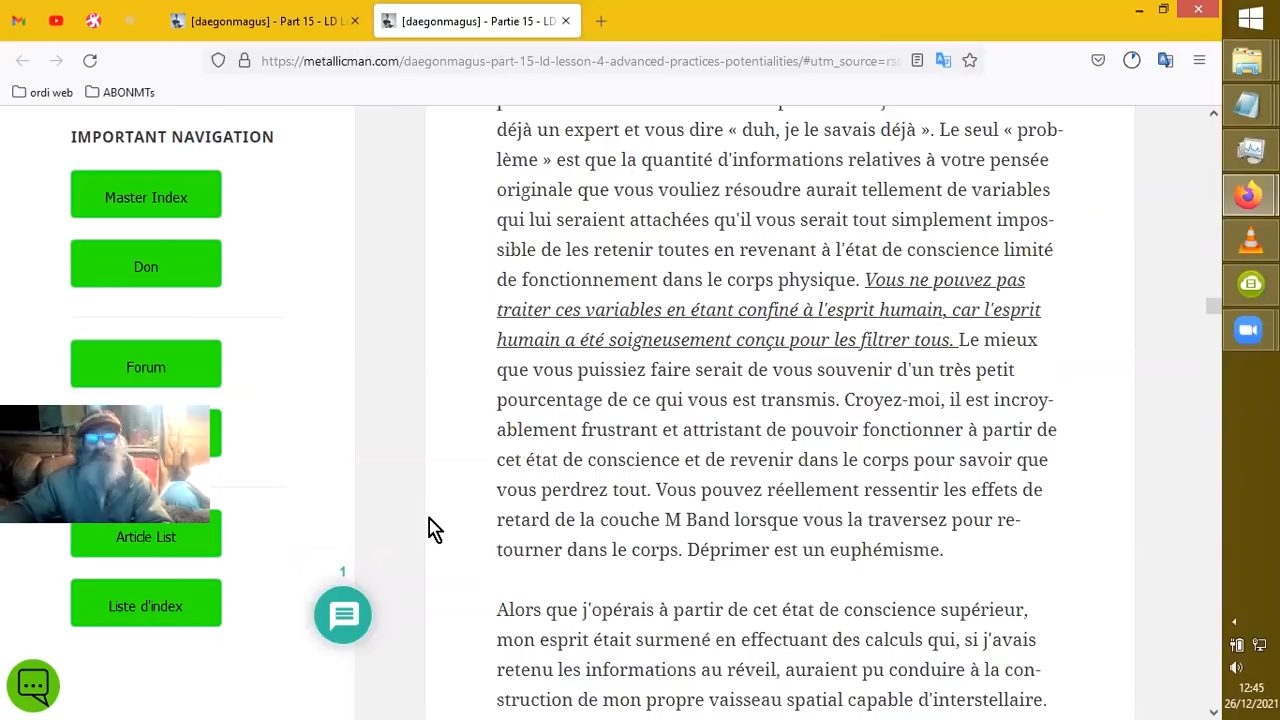 [daegonmagus] - Part 15 - LD L
[daegonmagus] - Partie 15 - LD
https://metallicman.com/daegonmagus-part-15-ld-lesson-4-advanced-practices-potentialities/#utm_source=rss
ordi web
ABONMTs
IMPORTANT NAVIGATION
Master Index
Don
Forum
Article List
Liste d'index
1
déjà un expert et vous dire « duh, je le savais déjà ». Le seul « prob-
lème » est que la quantité d'informations relatives à votre pensée
originale que vous vouliez résoudre aurait tellement de variables
qui lui seraient attachées qu'il vous serait tout simplement impos-
sible de les retenir toutes en revenant à l'état de conscience limité
de fonctionnement dans le corps physique. Vous ne pouvez pas
traiter ces variables en étant confiné à l'esprit humain, car l'esprit
humain a été soigneusement conçu pour les filtrer tous. Le mieux
que vous puissiez faire serait de vous souvenir d'un très petit
pourcentage de ce qui vous est transmis. Croyez-moi, il est incroy-
ablement frustrant et attristant de pouvoir fonctionner à partir de
cet état de conscience et de revenir dans le corps pour savoir que
vous perdrez tout. Vous pouvez réellement ressentir les effets de
retard de la couche M Band lorsque vous la traversez pour re-
tourner dans le corps. Déprimer est un euphémisme.
Alors que j'opérais à partir de cet état de conscience supérieur,
mon esprit était surmené en effectuant des calculs qui, si j'avais
retenu les informations au réveil, auraient pu conduire à la con-
struction de mon propre vaisseau spatial capable d'interstellaire.
12:45
26/12/2021